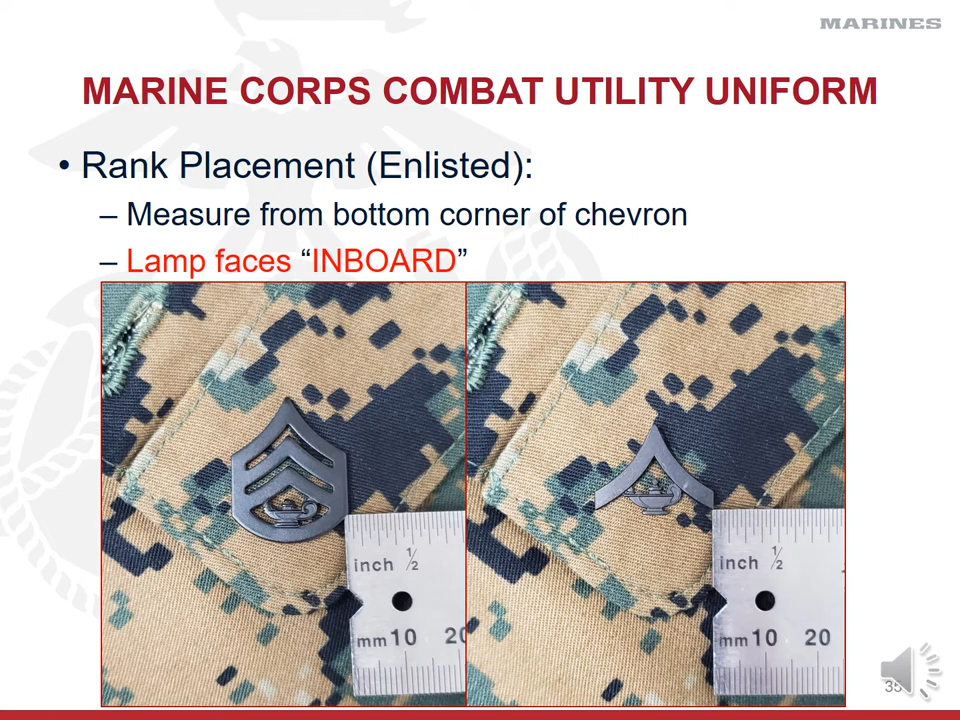 MARINES
MARINE CORPS COMBAT UTILITY UNIFORM
• Rank Placement (Enlisted):
– Measure from bottom corner of chevron
– Lamp faces “INBOARD”
inch 1/2
mm 10 20
inch 1/2
mm 10 20
35